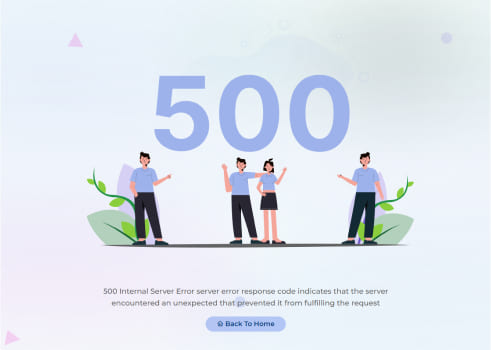 500
500 Internal Server Error server error response code indicates that the server
encountered an unexpected that prevented it from fulfilling the request
Back To Home